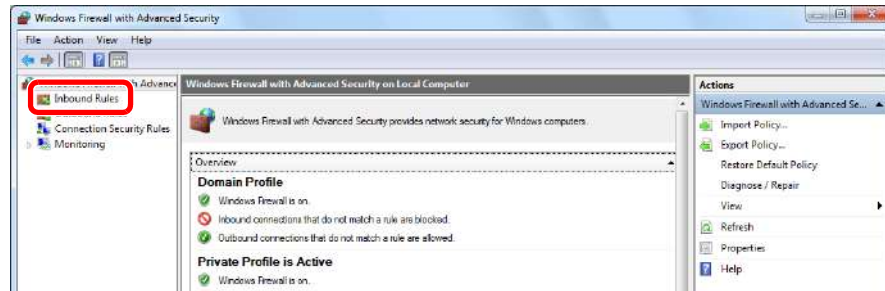 Windows Firewall with Advanced Security
File Action View Help
h Advance
Inbound Rules
Connection Security Rules
Monitoring
Windows Firewall with Advanced Security on Local Computer
Windows Firewall with Advanced Security provides network security for Windows computers.
Overview
Domain Profile
Windows Firewall is on.
Inbound connections that do not match a rule are blocked.
Outbound connections that do not match a rule are allowed.
Private Profile is Active
Windows Firewall is on.
Actions
Windows Firewall with Advanced Se...
Import Policy...
Export Policy...
Restore Default Policy
Diagnose / Repair
View
Refresh
Properties
Help